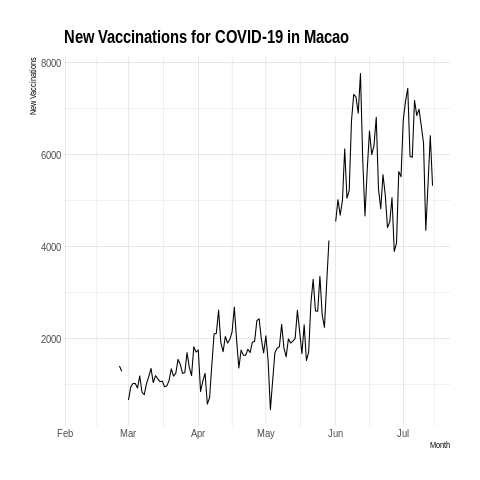 New Vaccinations for COVID-19 in Macao
New Vaccinations
8000
6000
4000
2000
Feb Mar Apr May Jun Jul
Month